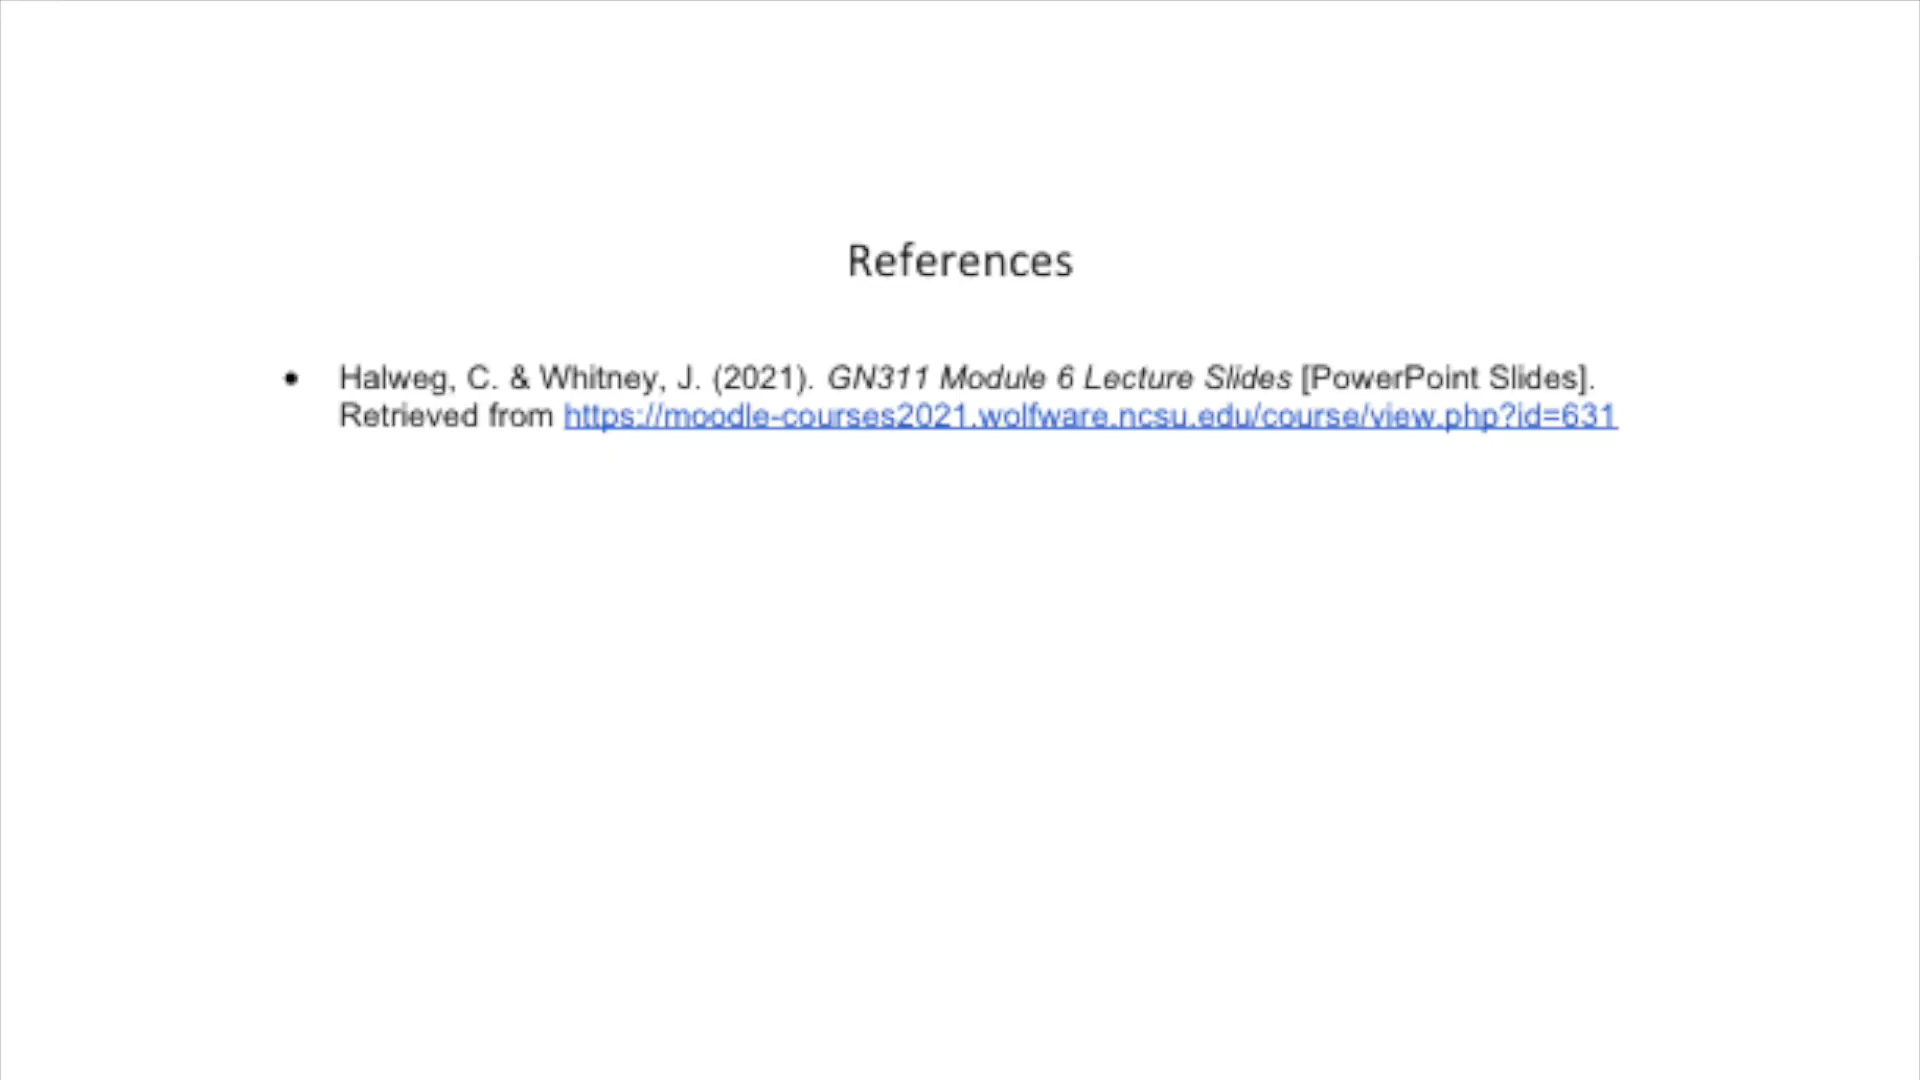 References
• Halweg, C. & Whitney, J. (2021). GN311 Module 6 Lecture Slides [PowerPoint Slides].
Retrieved from https://moodle-courses2021.wolfware.ncsu.edu/course/view.php?id=631